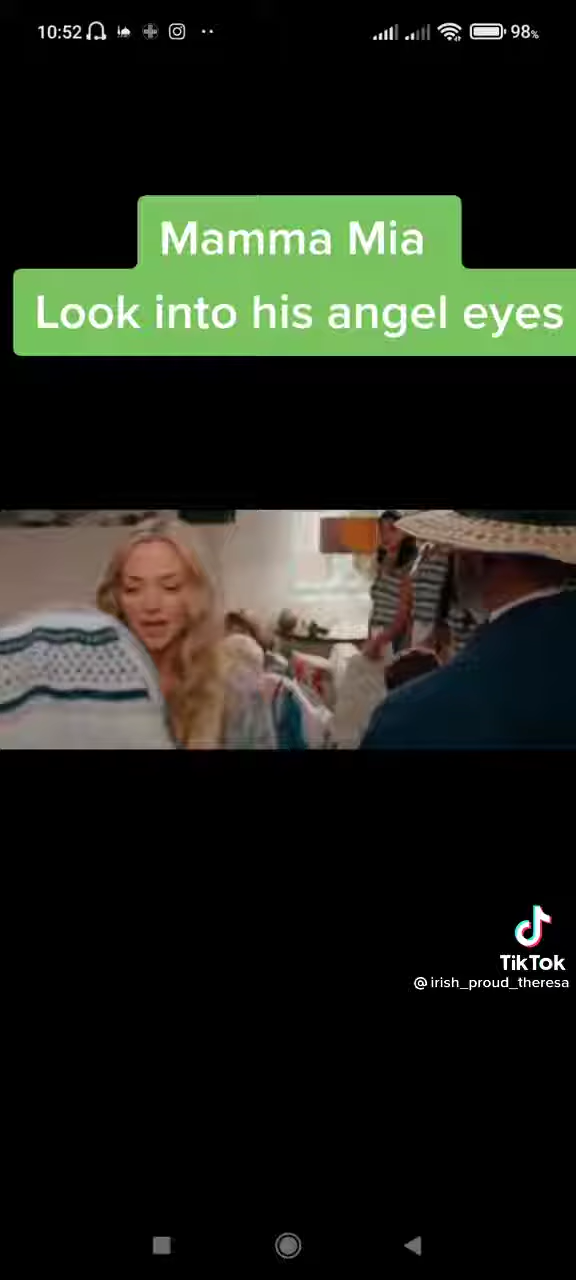 10:52 98%
Mamma Mia
Look into his angel eyes
TikTok
@irish_proud_theresa